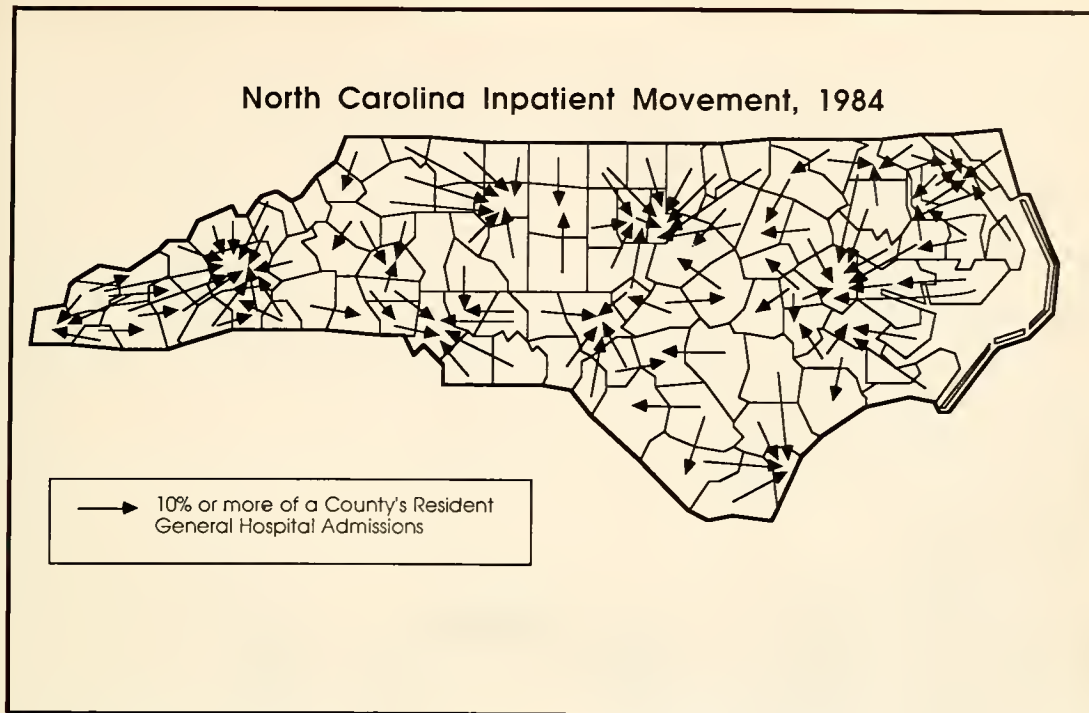 North Carolina Inpatient Movement, 1984
10% or more of a County's Resident
General Hospital Admissions